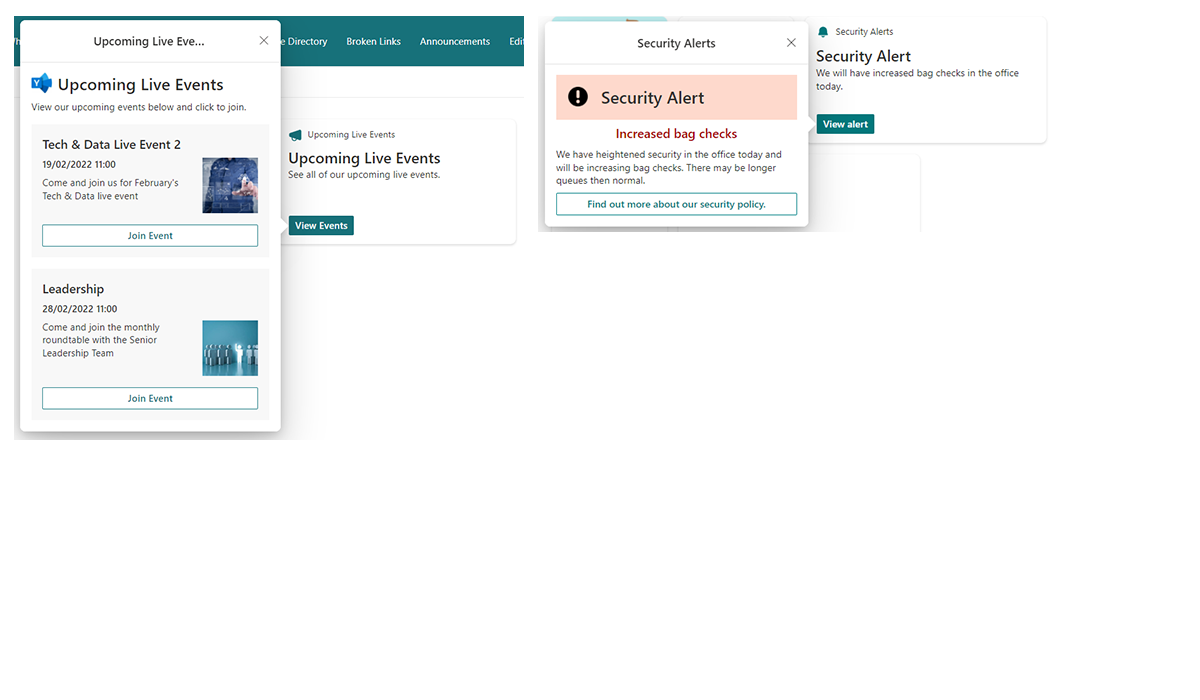 Upcoming Live Eve...
e Directory
Broken Links
Announcements
Upcoming Live Events
View our upcoming events below and click to join.
Tech & Data Live Event 2
19/02/2022 11:00
Come and join us for February's
Tech & Data live event
Join Event
Leadership
28/02/2022 11:00
Come and join the monthly
roundtable with the Senior
Leadership Team
Join Event
Upcoming Live Events
Upcoming Live Events
See all of our upcoming live events.
View Events
Security Alerts
Security Alert
Increased bag checks
We have heightened security in the office today and
will be increasing bag checks. There may be longer
queues then normal.
Find out more about our security policy.
Security Alerts
Security Alert
We will have increased bag checks in the office
today.
View alert